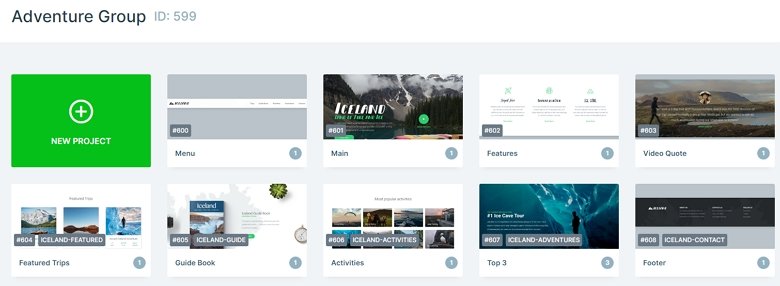 Adventure Group ID: 599
NEW PROJECT
#600
Menu 1
ICELAND
#601
Main 1
#602
Features 1
#603
Video Quote 1
Featured Trips
#604 ICELAND-FEATURED
Featured Trips 1
Iceland
Iceland Guide Book
#605 ICELAND-GUIDE
Guide Book 1
Most popular activities
#606 ICELAND-ACTIVITIES
Activities 1
#1 Ice Cave Tour
#607 ICELAND-ADVENTURES
Top 3 3
#608 ICELAND-CONTACT
Footer 1